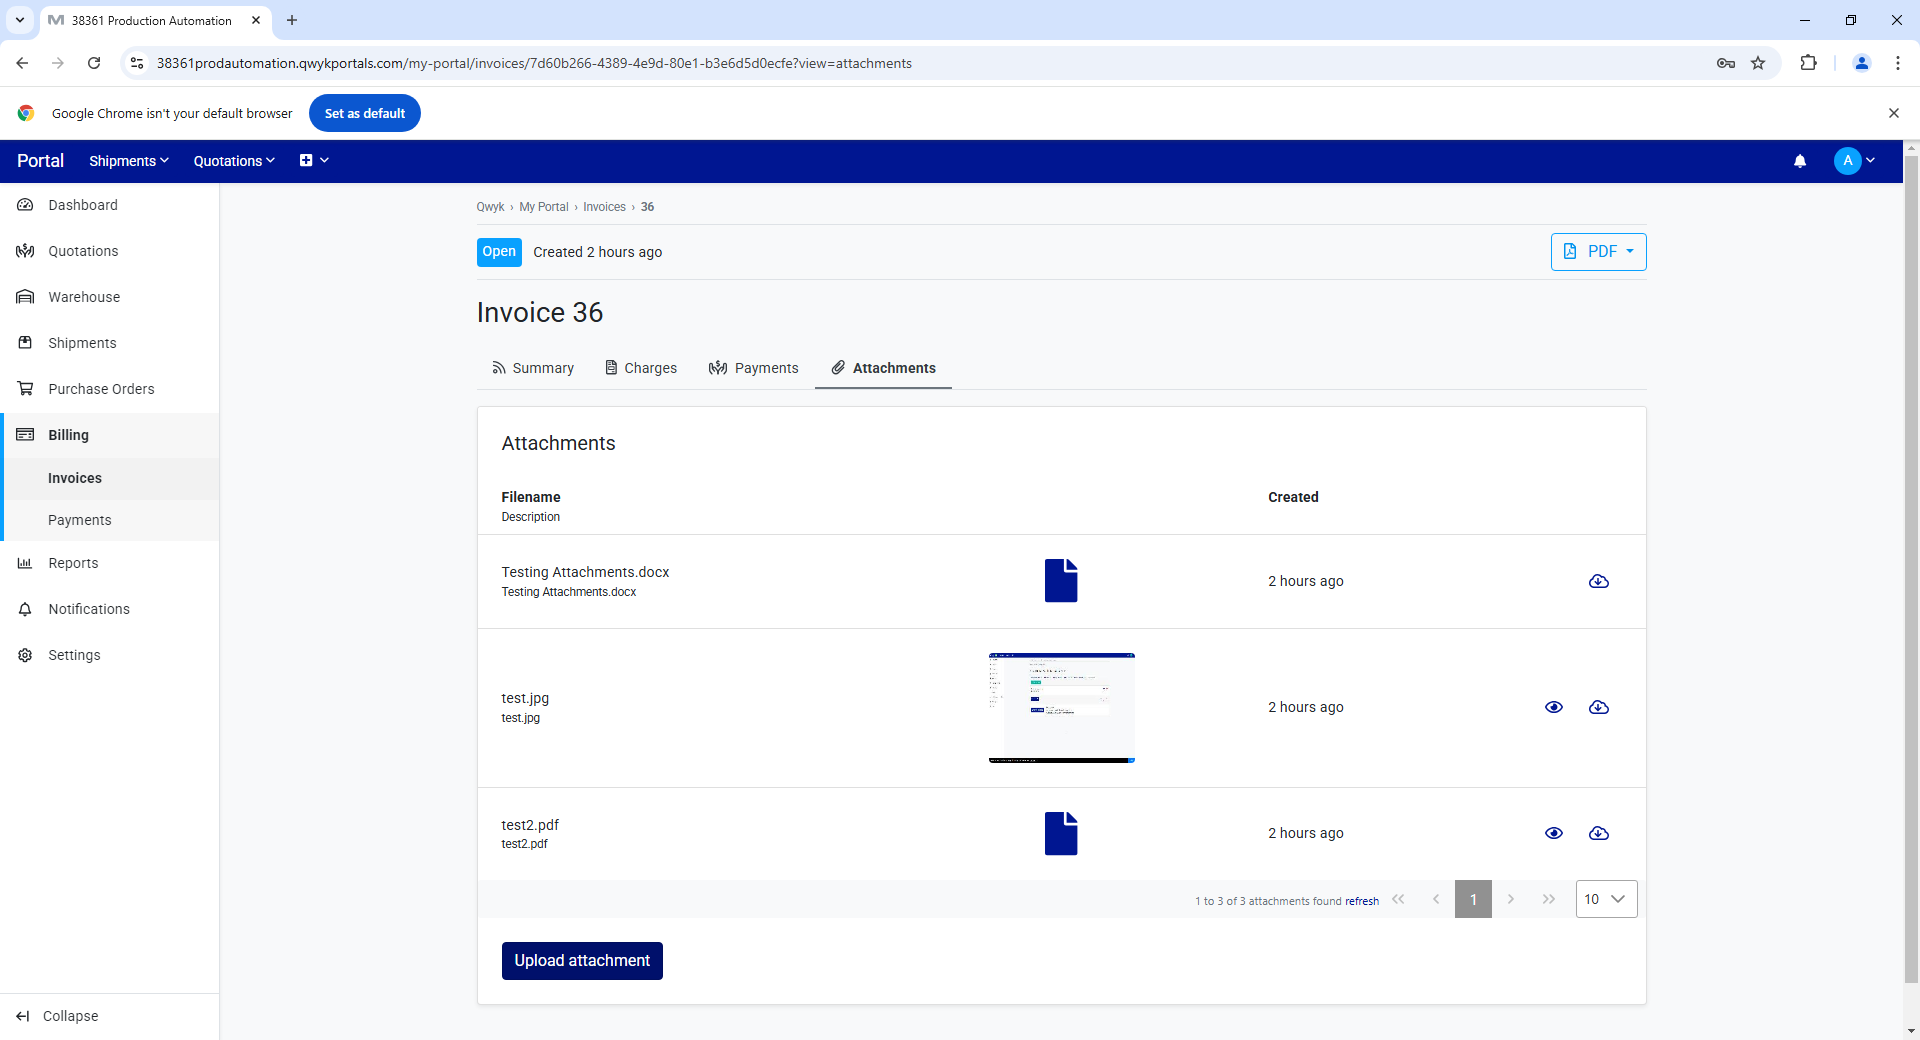 38361 Production Automation
38361prodautomation.qwykportals.com/my-portal/invoices/7d60b266-4389-4e9d-80e1-b3e6d5d0ecfe?view=attachments
Google Chrome isn't your default browser
Set as default
Portal
Shipments
Quotations
A
Dashboard
Quotations
Warehouse
Shipments
Purchase Orders
Billing
Invoices
Payments
Reports
Notifications
Settings
Collapse
Qwyk › My Portal › Invoices › 36
Open
Created 2 hours ago
PDF
Invoice 36
Summary
Charges
Payments
Attachments
Attachments
Filename
Description
Created
Testing Attachments.docx
Testing Attachments.docx
2 hours ago
test.jpg
test.jpg
2 hours ago
test2.pdf
test2.pdf
2 hours ago
1 to 3 of 3 attachments found refresh
1
10
Upload attachment